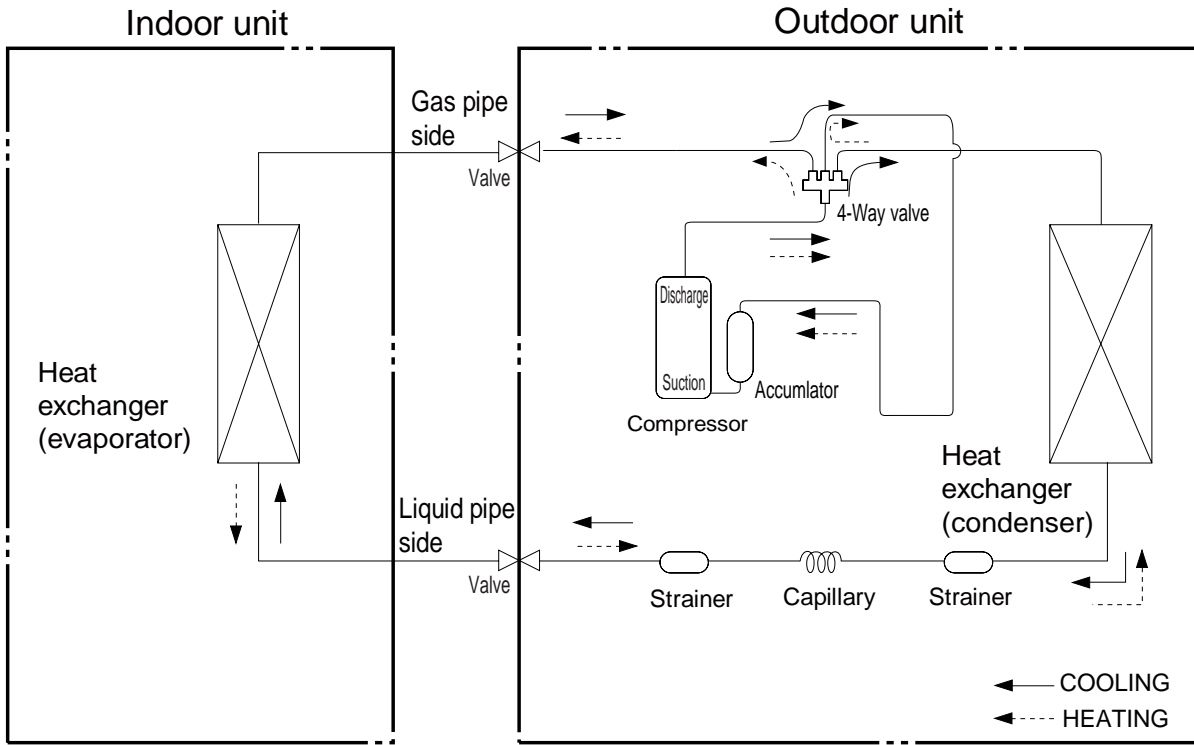 Indoor unit
Outdoor unit
Gas pipe
side
Valve
4-Way valve
Discharge
Suction
Accumlator
Compressor
Heat
exchanger
(evaporator)
Heat
exchanger
(condenser)
Liquid pipe
side
Valve
Strainer
Capillary
Strainer
COOLING
HEATING